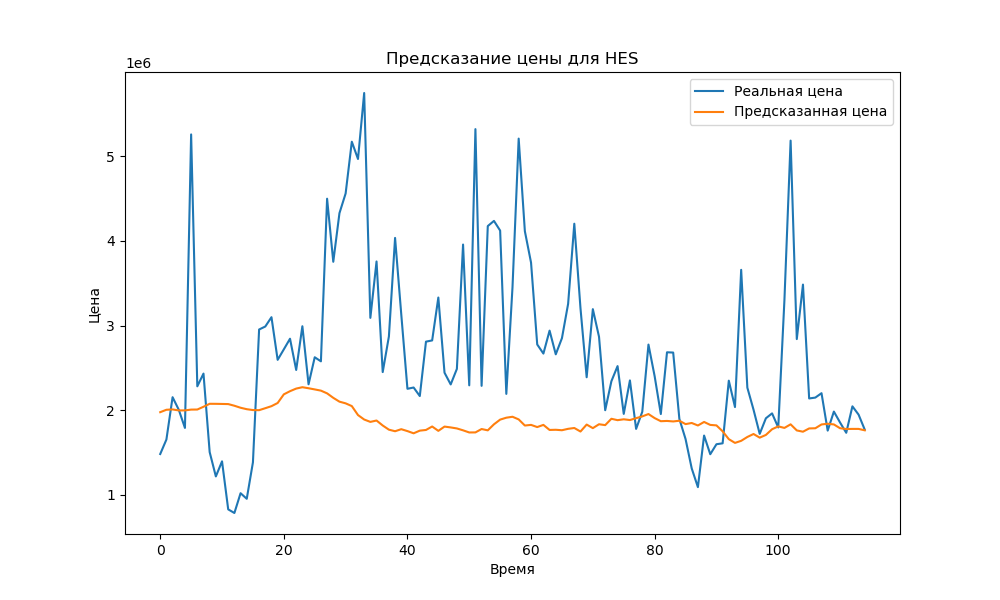 Предсказание цены для HES
1e6
Реальная цена
Предсказанная цена
5
4
3
2
1
Цена
0 20 40 60 80 100
Время